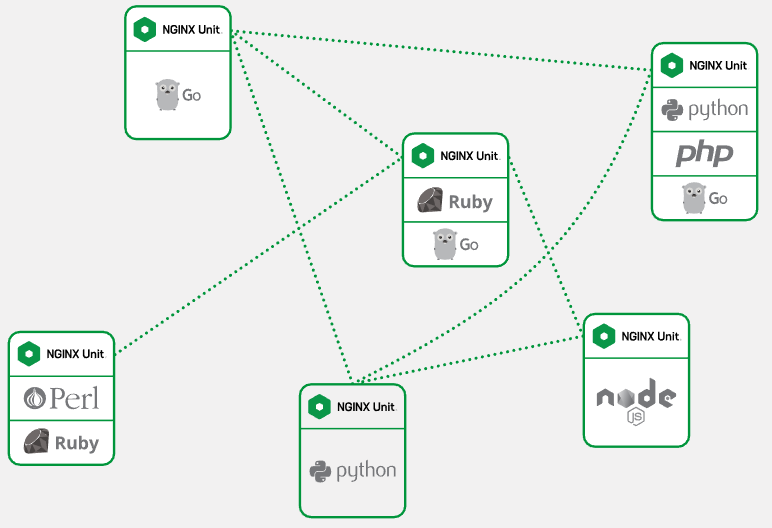 NGINX Unit
Go
NGINX Unit
python
php
Go
NGINX Unit
Ruby
Go
NGINX Unit
Perl
Ruby
NGINX Unit
python
NGINX Unit
node
JS